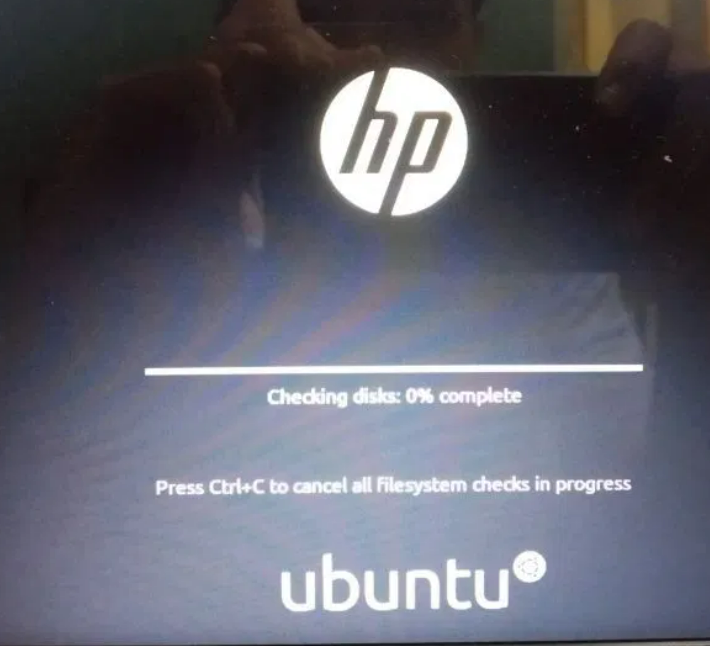 hp
Checking disks: 0% complete
Press Ctrl+C to cancel all filesystem checks in progress
ubuntu